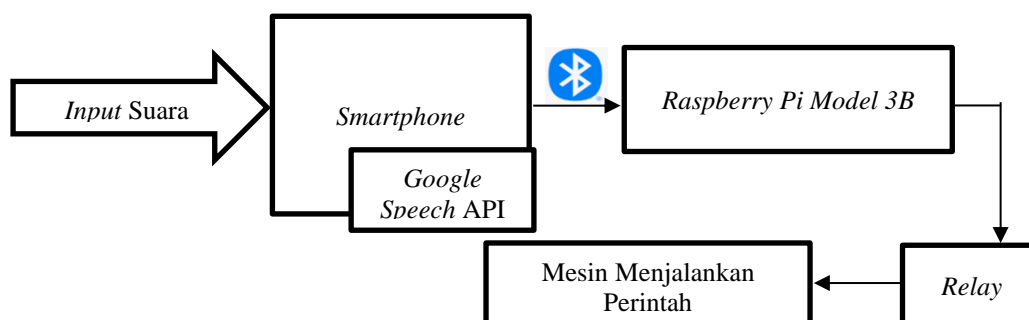 Input Suara
Smartphone
Google
Speech API
Raspberry Pi Model 3B
Relay
Mesin Menjalankan
Perintah